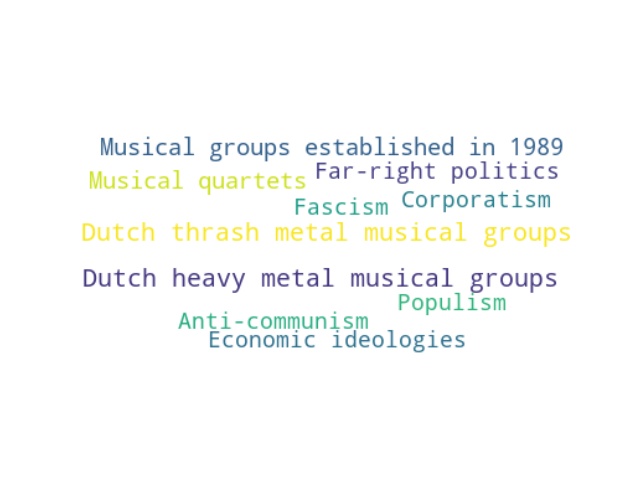 Musical groups established in 1989
Far-right politics
Musical quartets
Corporatism
Fascism
Dutch thrash metal musical groups
Dutch heavy metal musical groups
Populism
Anti-communism
Economic ideologies